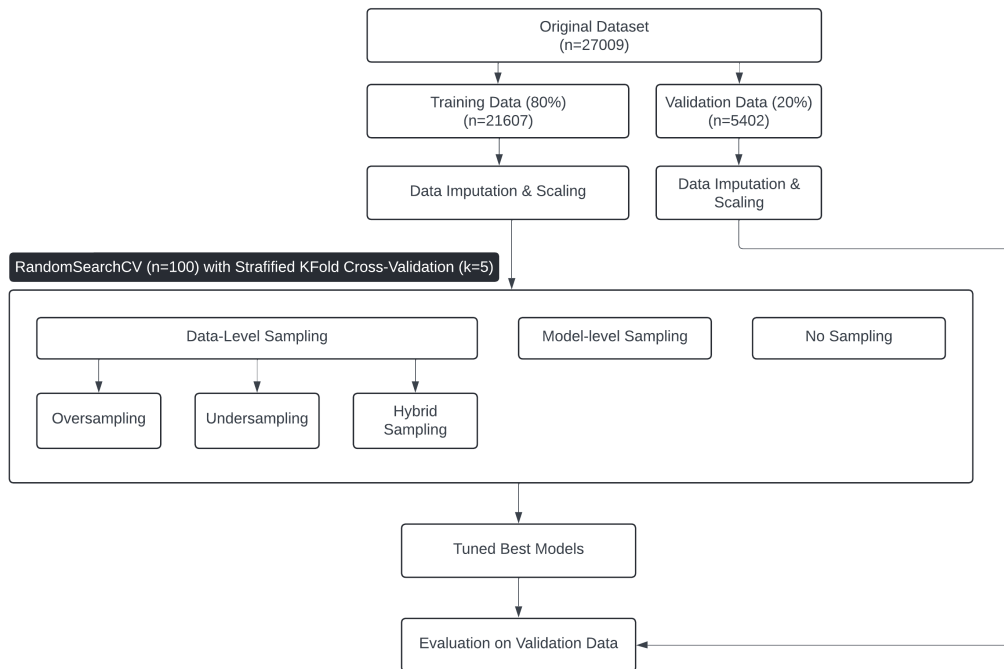 Original Dataset
(n=27009)
Training Data (80%)
(n=21607)
Validation Data (20%)
(n=5402)
Data Imputation & Scaling
Data Imputation &
Scaling
RandomSearchCV (n=100) with Strafified KFold Cross-Validation (k=5)
Data-Level Sampling
Model-level Sampling
No Sampling
Oversampling
Undersampling
Hybrid
Sampling
Tuned Best Models
Evaluation on Validation Data